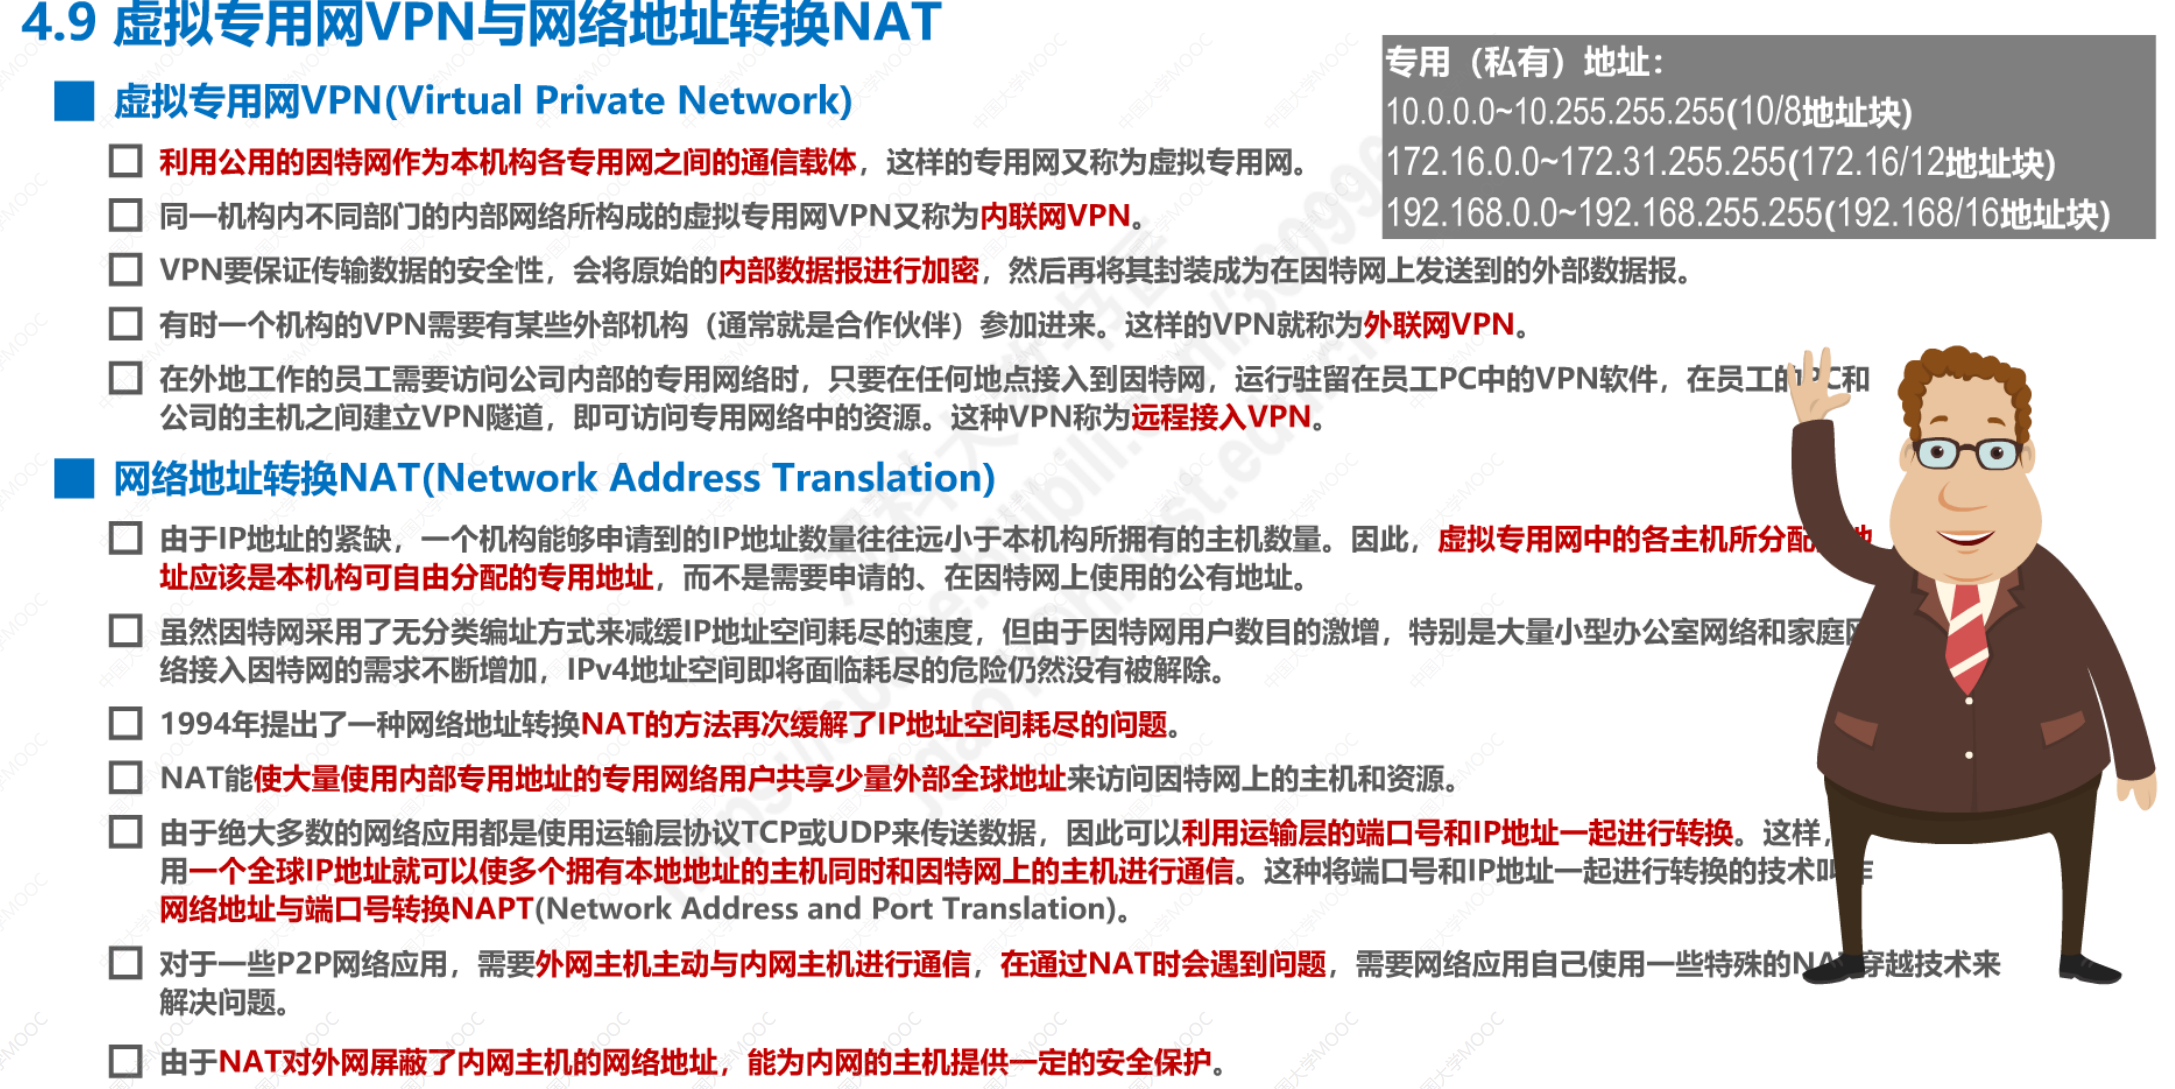 4.9 虚拟专用网VPN与网络地址转换NAT
虚拟专用网VPN(Virtual Private Network)
利用公用的因特网作为本机构各专用网之间的通信载体，这样的专用网又称为虚拟专用网。
同一机构内不同部门的内部网络所构成的虚拟专用网VPN又称为内联网VPN。
VPN要保证传输数据的安全性，会将原始的内部数据报进行加密，然后再将其封装成为在因特网上发送到的外部数据报。
有时一个机构的VPN需要有某些外部机构（通常就是合作伙伴）参加进来。这样的VPN就称为外联网VPN。
在外地工作的员工需要访问公司内部的专用网络时，只要在任何地点接入到因特网，运行驻留在员工PC中的VPN软件，在员工的PC和
公司的主机之间建立VPN隧道，即可访问专用网络中的资源。这种VPN称为远程接入VPN。
专用（私有）地址：
10.0.0.0~10.255.255.255(10/8地址块)
172.16.0.0~172.31.255.255(172.16/12地址块)
192.168.0.0~192.168.255.255(192.168/16地址块)
网络地址转换NAT(Network Address Translation)
由于IP地址的紧缺，一个机构能够申请到的IP地址数量往往远小于本机构所拥有的主机数量。因此，虚拟专用网中的各主机所分配 地
址应该是本机构可自由分配的专用地址，而不是需要申请的、在因特网上使用的公有地址。
虽然因特网采用了无分类编址方式来减缓IP地址空间耗尽的速度，但由于因特网用户数目的激增，特别是大量小型办公室网络和家庭网
络接入因特网的需求不断增加，IPv4地址空间即将面临耗尽的危险仍然没有被解除。
1994年提出了一种网络地址转换NAT的方法再次缓解了IP地址空间耗尽的问题。
NAT能使大量使用内部专用地址的专用网络用户共享少量外部全球地址来访问因特网上的主机和资源。
由于绝大多数的网络应用都是使用运输层协议TCP或UDP来传送数据，因此可以利用运输层的端口号和IP地址一起进行转换。这样，
用一个全球IP地址就可以使多个拥有本地地址的主机同时和因特网上的主机进行通信。这种将端口号和IP地址一起进行转换的技术叫作
网络地址与端口号转换NAPT(Network Address and Port Translation)。
对于一些P2P网络应用，需要外网主机主动与内网主机进行通信，在通过NAT时会遇到问题，需要网络应用自己使用一些特殊的NAT穿越技术来
解决问题。
由于NAT对外网屏蔽了内网主机的网络地址，能为内网的主机提供一定的安全保护。